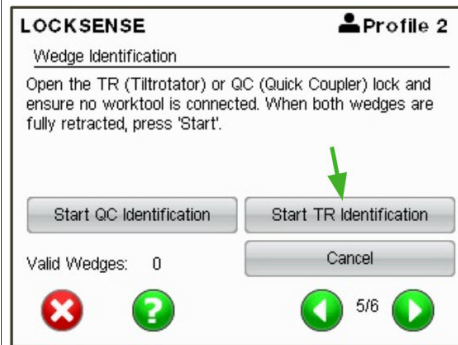 LOCKSENSE Profile 2
Wedge Identification
Open the TR (Tiltrotator) or QC (Quick Coupler) lock and
ensure no worktool is connected. When both wedges are
fully retracted, press 'Start'.
Start QC Identification Start TR Identification
Valid Wedges: 0 Cancel
? 5/6